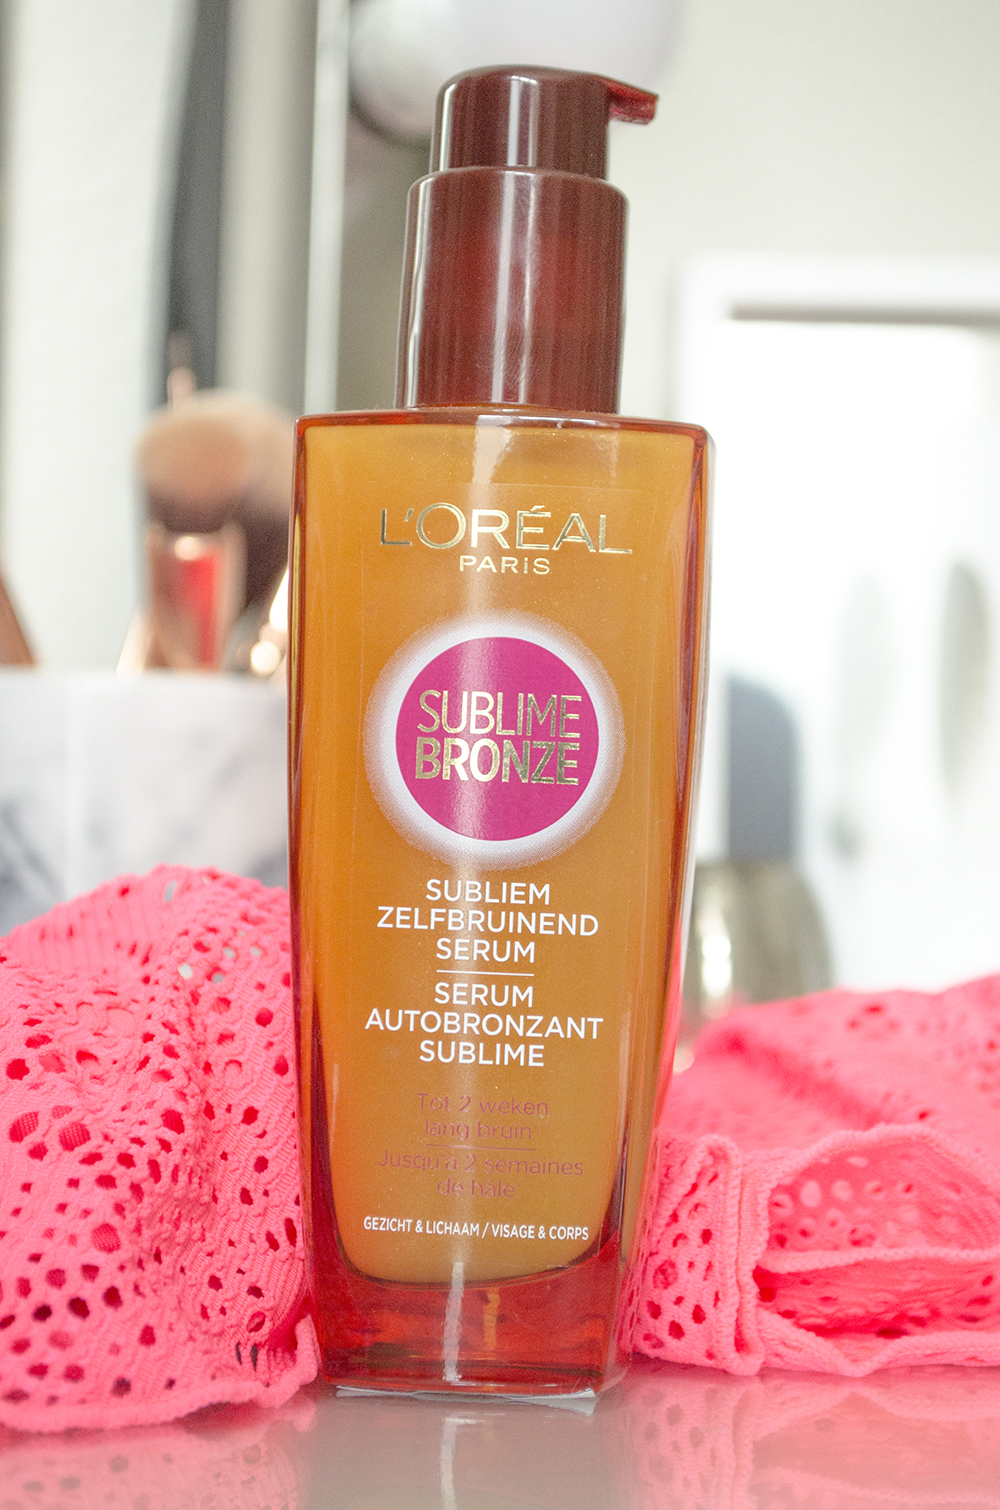 L'ORÉAL
PARIS
SUBLIME
BRONZE
SUBLIEM
ZELFBRUINEND
SERUM
SERUM
AUTOBRONZANT
SUBLIME
Tot 2 weken
lang bruin
Jusqu'à 2 semaines
de hâle
GEZICHT & LICHAAM / VISAGE & CORPS